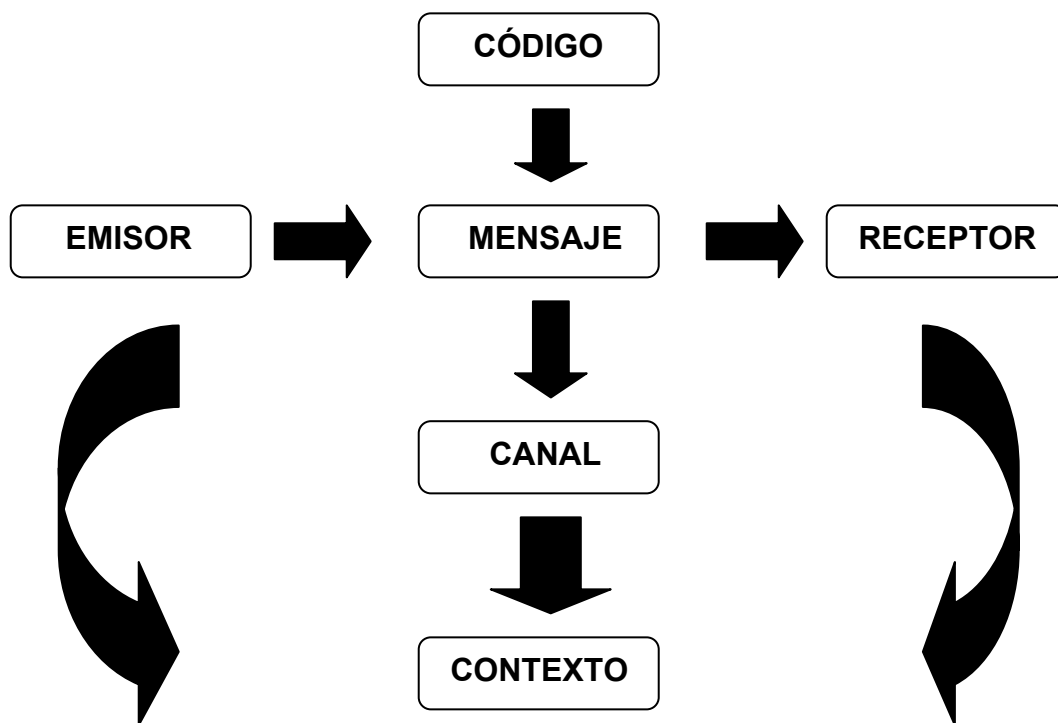 CÓDIGO
EMISOR
MENSAJE
RECEPTOR
CANAL
CONTEXTO